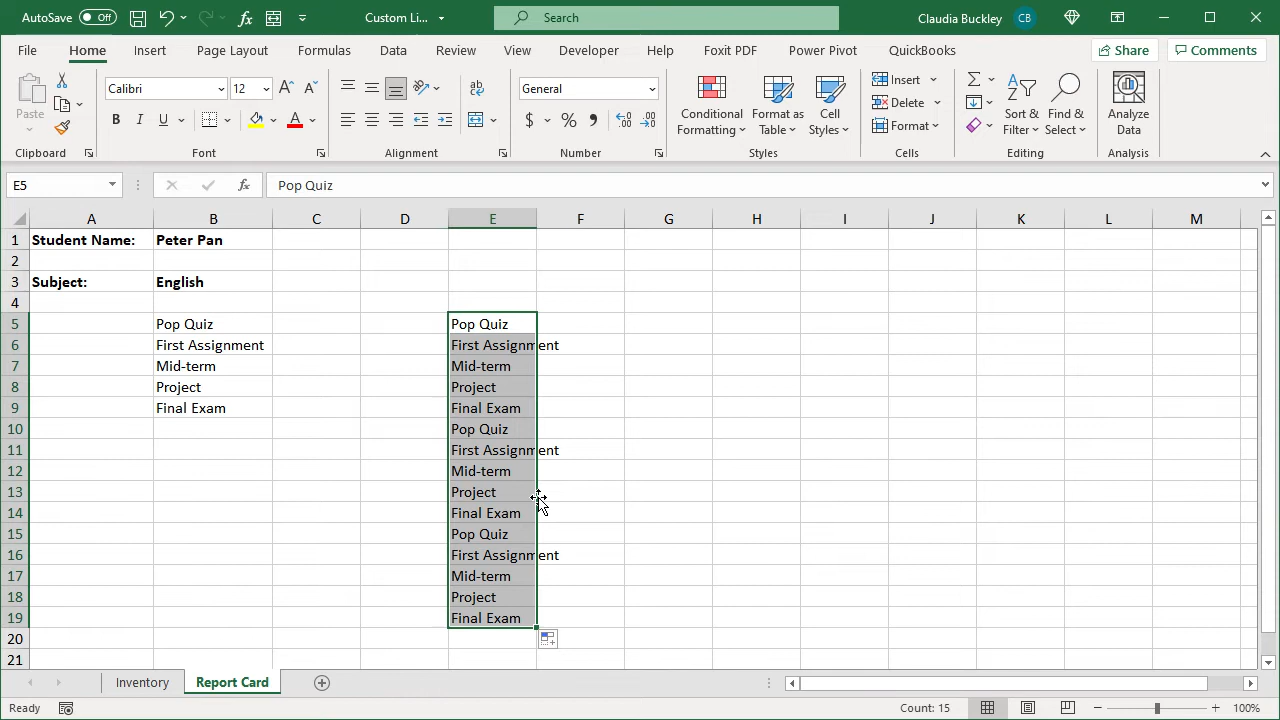 AutoSave Off Custom Li... Search Claudia Buckley CB
File Home Insert Page Layout Formulas Data Review View Developer Help Foxit PDF Power Pivot QuickBooks Share Comments
Calibri 12 General Insert
Paste B I U A $ % 9 Conditional Formatting Format as Table Cell Styles Delete Sort & Filter Find & Select Analyze Data
Format
Clipboard Font Alignment Number Styles Cells Editing Analysis
E5 fx Pop Quiz
A B C D E F G H I J K L M
1 Student Name: Peter Pan
2
3 Subject: English
4
5 Pop Quiz Pop Quiz
6 First Assignment First Assignment
7 Mid-term Mid-term
8 Project Project
9 Final Exam Final Exam
10 Pop Quiz
11 First Assignment
12 Mid-term
13 Project
14 Final Exam
15 Pop Quiz
16 First Assignment
17 Mid-term
18 Project
19 Final Exam
20
21
Inventory Report Card
Ready Count: 15 100%